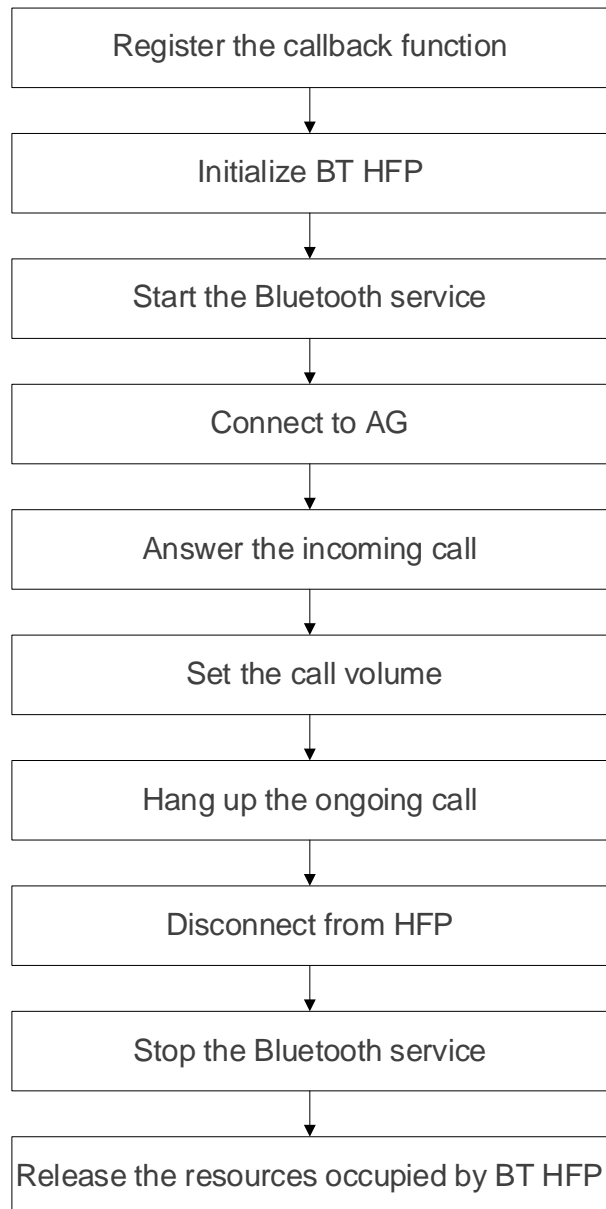 Register the callback function
Initialize BT HFP
Start the Bluetooth service
Connect to AG
Answer the incoming call
Set the call volume
Hang up the ongoing call
Disconnect from HFP
Stop the Bluetooth service
Release the resources occupied by BT HFP